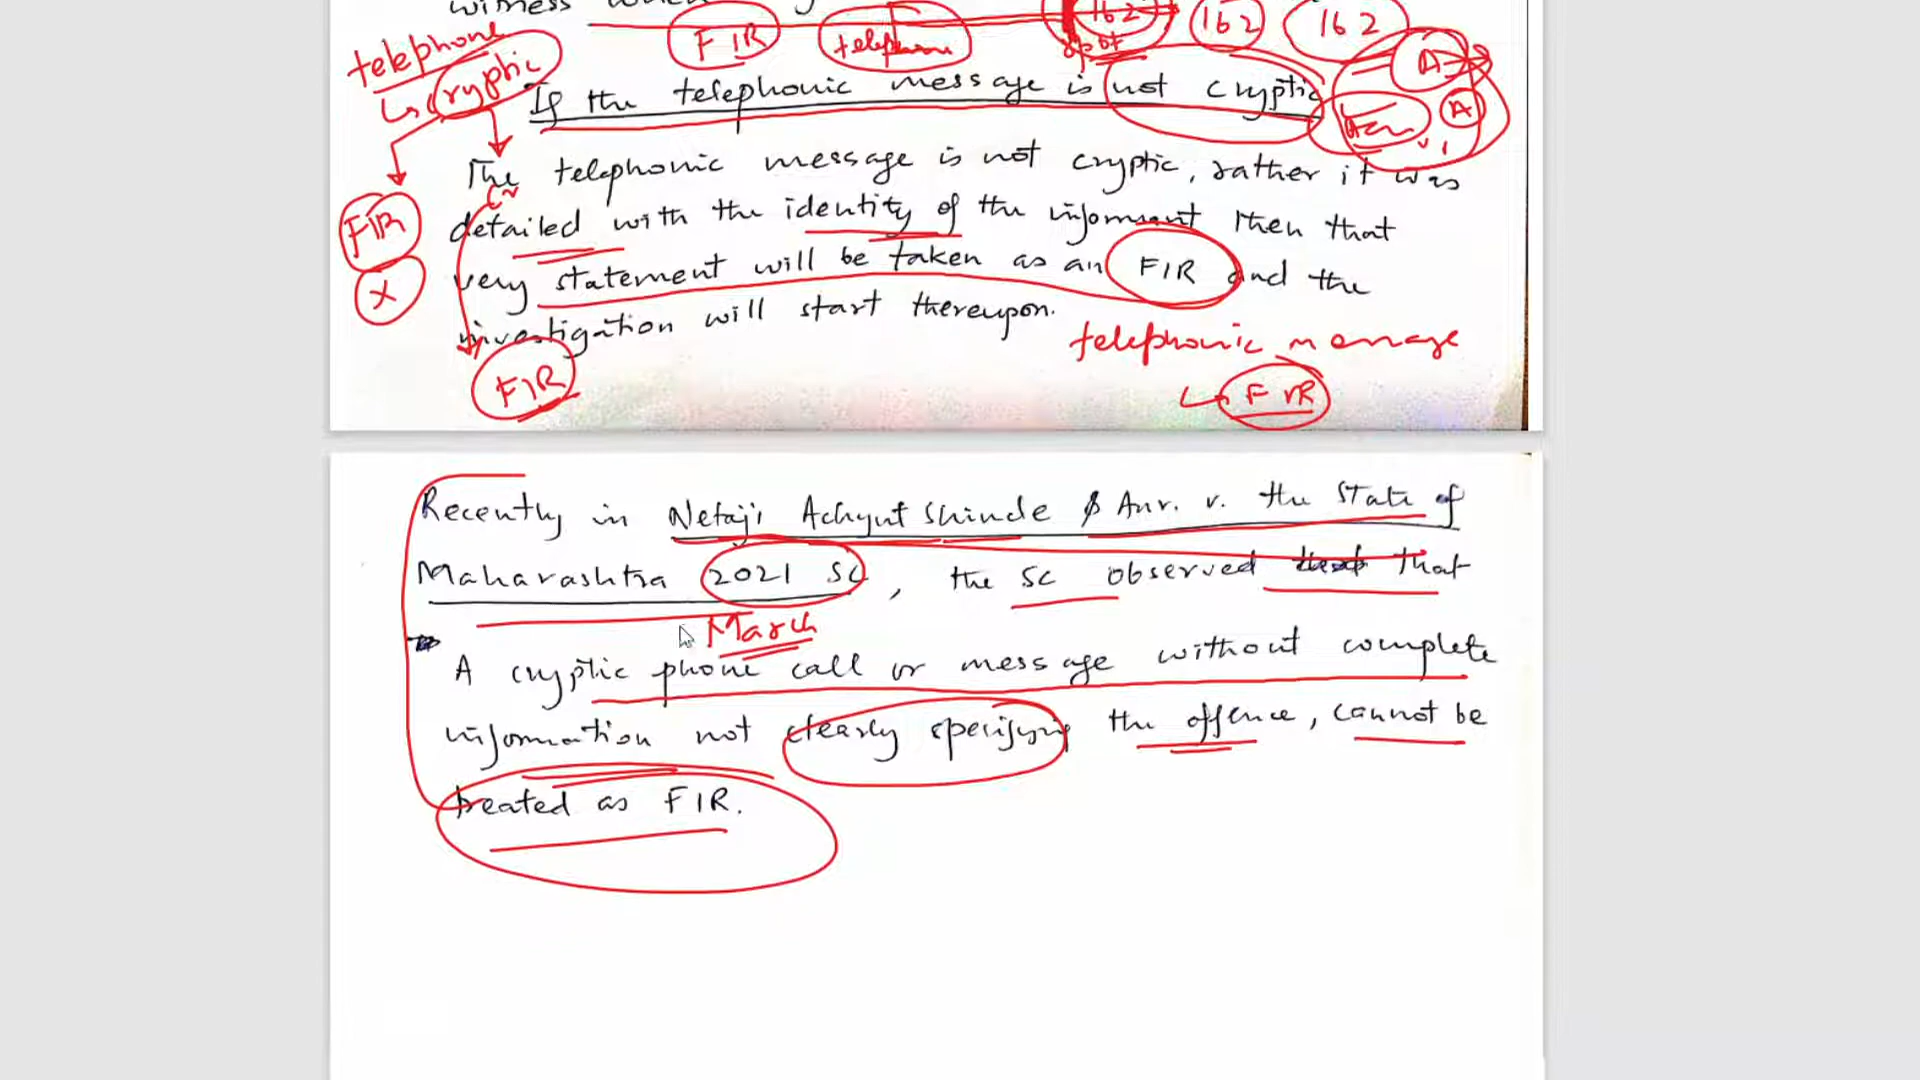 witness
FIR
telephone
162
162
162
spot
telephone
cryptic
A
If the telephonic message is not cryptic
A
The telephonic message is not cryptic, rather it was
detailed with the identity of the informant then that
FIR
very statement will be taken as an FIR and the
X
investigation will start thereupon.
telephonic message
FIR
FIR
Recently in Netaji Achyut Shinde & Anr. v. the State of
Maharashtra 2021 SC, the SC observed that that
March
A cryptic phone call or message without complete
information not clearly specifying the offence, cannot be
treated as FIR.